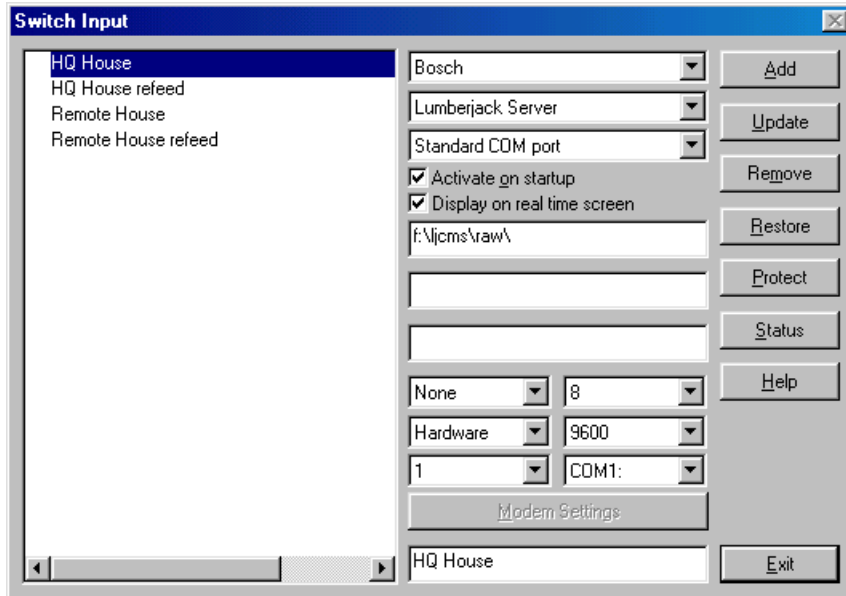 Switch Input
HQ House
HQ House refeed
Remote House
Remote House refeed
Bosch
Lumberjack Server
Standard COM port
Activate on startup
Display on real time screen
f:\ljcms\raw\
None
8
Hardware
9600
1
COM1:
Modem Settings
HQ House
Add
Update
Remove
Restore
Protect
Status
Help
Exit